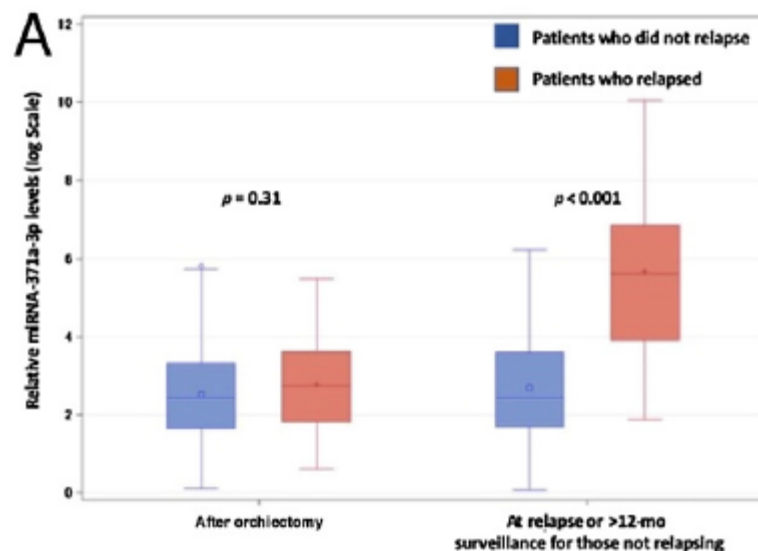 A
Patients who did not relapse
Patients who relapsed
Relative miRNA-371a-3p levels (log Scale)
12
10
8
6
4
2
0
p = 0.31
p < 0.001
After orchiectomy
At relapse or >12-mo
surveillance for those not relapsing